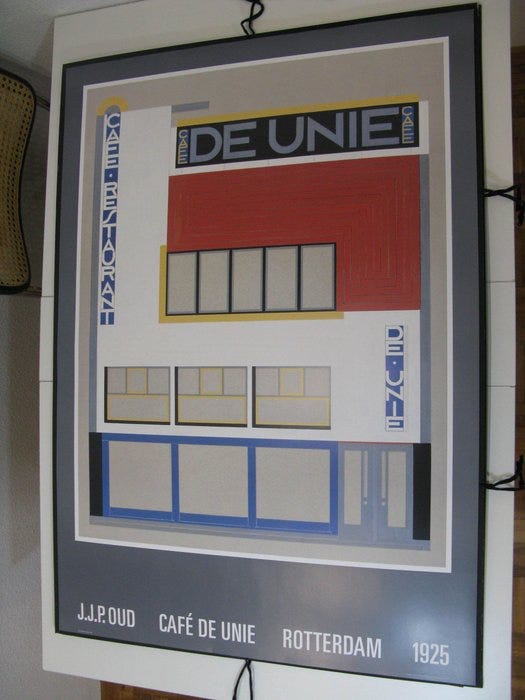 CAFE·RESTAURANT
CAFE DE UNIE CAFE
DE·UNIE
J.J.P. OUD CAFÉ DE UNIE ROTTERDAM 1925